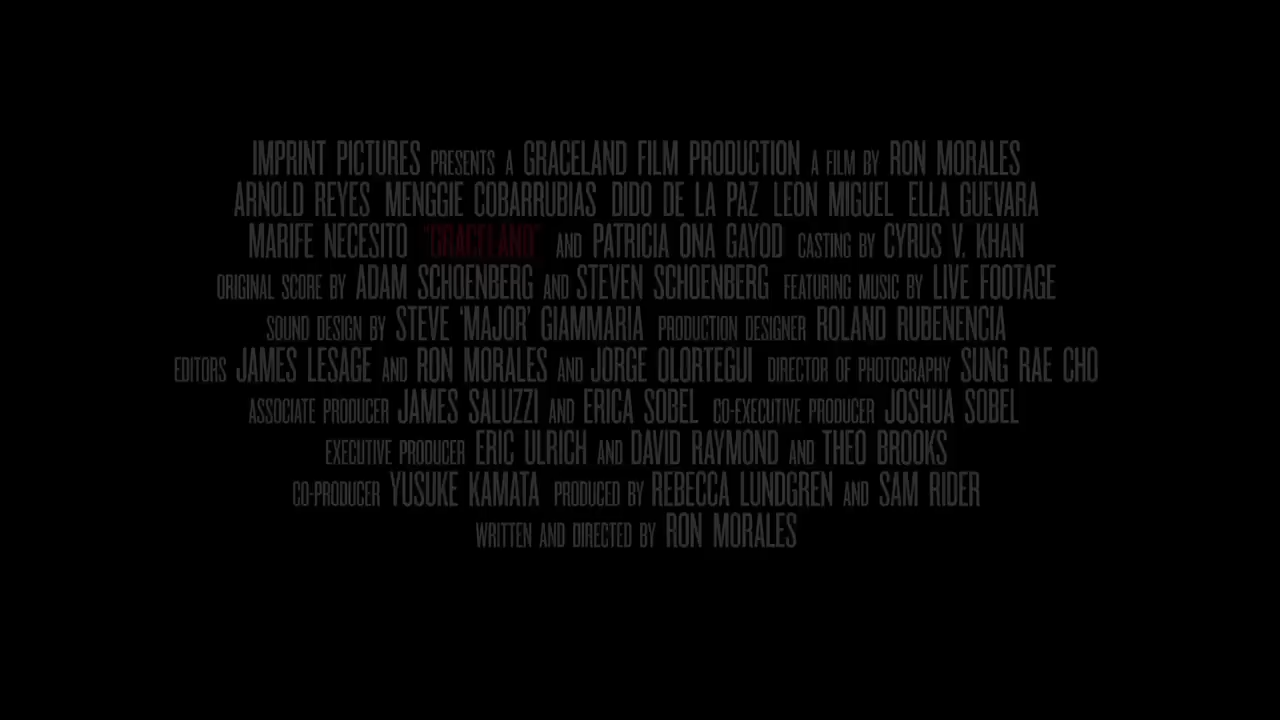 IMPRINT PICTURES PRESENTS A GRACELAND FILM PRODUCTION A FILM BY RON MORALES
ARNOLD REYES MENGGIE COBARRUBIAS DIDO DE LA PAZ LEON MIGUEL ELLA GUEVARA
MARIFE NECESITO "GRACELAND" AND PATRICIA ONA GAYOD CASTING BY CYRUS V. KHAN
ORIGINAL SCORE BY ADAM SCHOENBERG AND STEVEN SCHOENBERG FEATURING MUSIC BY LIVE FOOTAGE
SOUND DESIGN BY STEVE ‘MAJOR’ GIAMMARIA PRODUCTION DESIGNER ROLAND RUBENENCIA
EDITORS JAMES LESAGE AND RON MORALES AND JORGE OLORTEGUI DIRECTOR OF PHOTOGRAPHY SUNG RAE CHO
ASSOCIATE PRODUCER JAMES SALUZZI AND ERICA SOBEL CO-EXECUTIVE PRODUCER JOSHUA SOBEL
EXECUTIVE PRODUCER ERIC ULRICH AND DAVID RAYMOND AND THEO BROOKS
CO-PRODUCER YUSUKE KAMATA PRODUCED BY REBECCA LUNDGREN AND SAM RIDER
WRITTEN AND DIRECTED BY RON MORALES